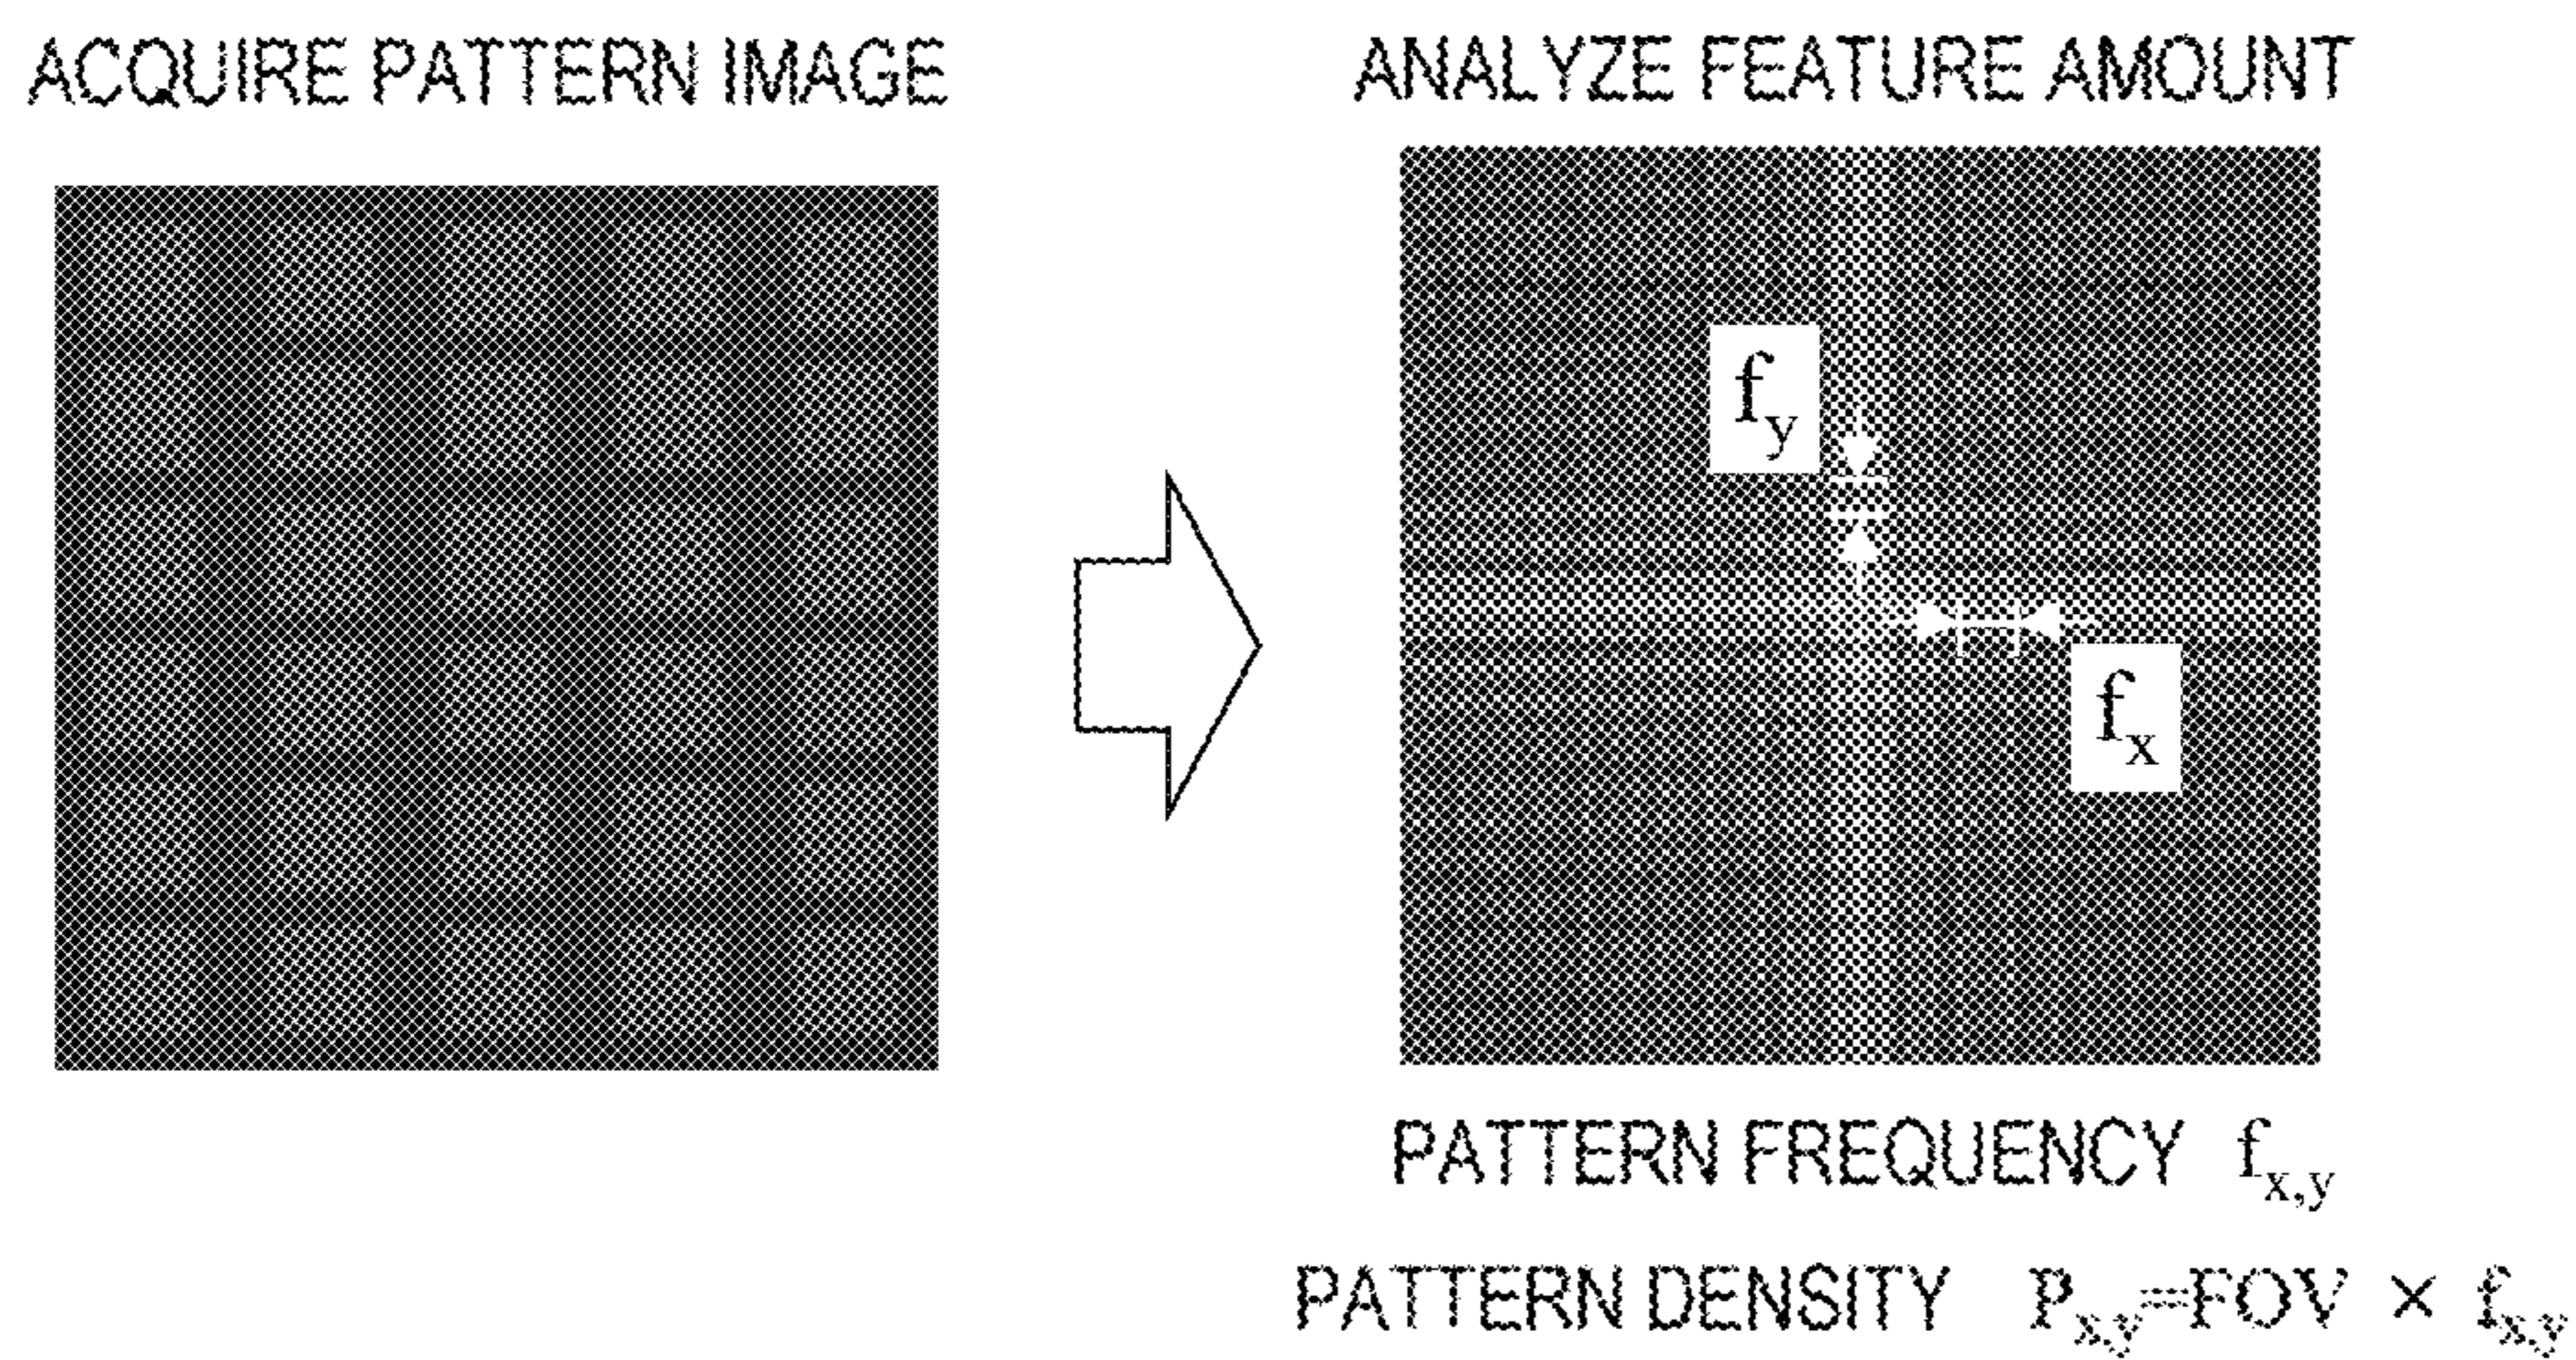 ACQUIRE PATTERN IMAGE
ANALYZE FEATURE AMOUNT
fy
fx
PATTERN FREQUENCY fx,y
PATTERN DENSITY Px,y=FOV × fx,y